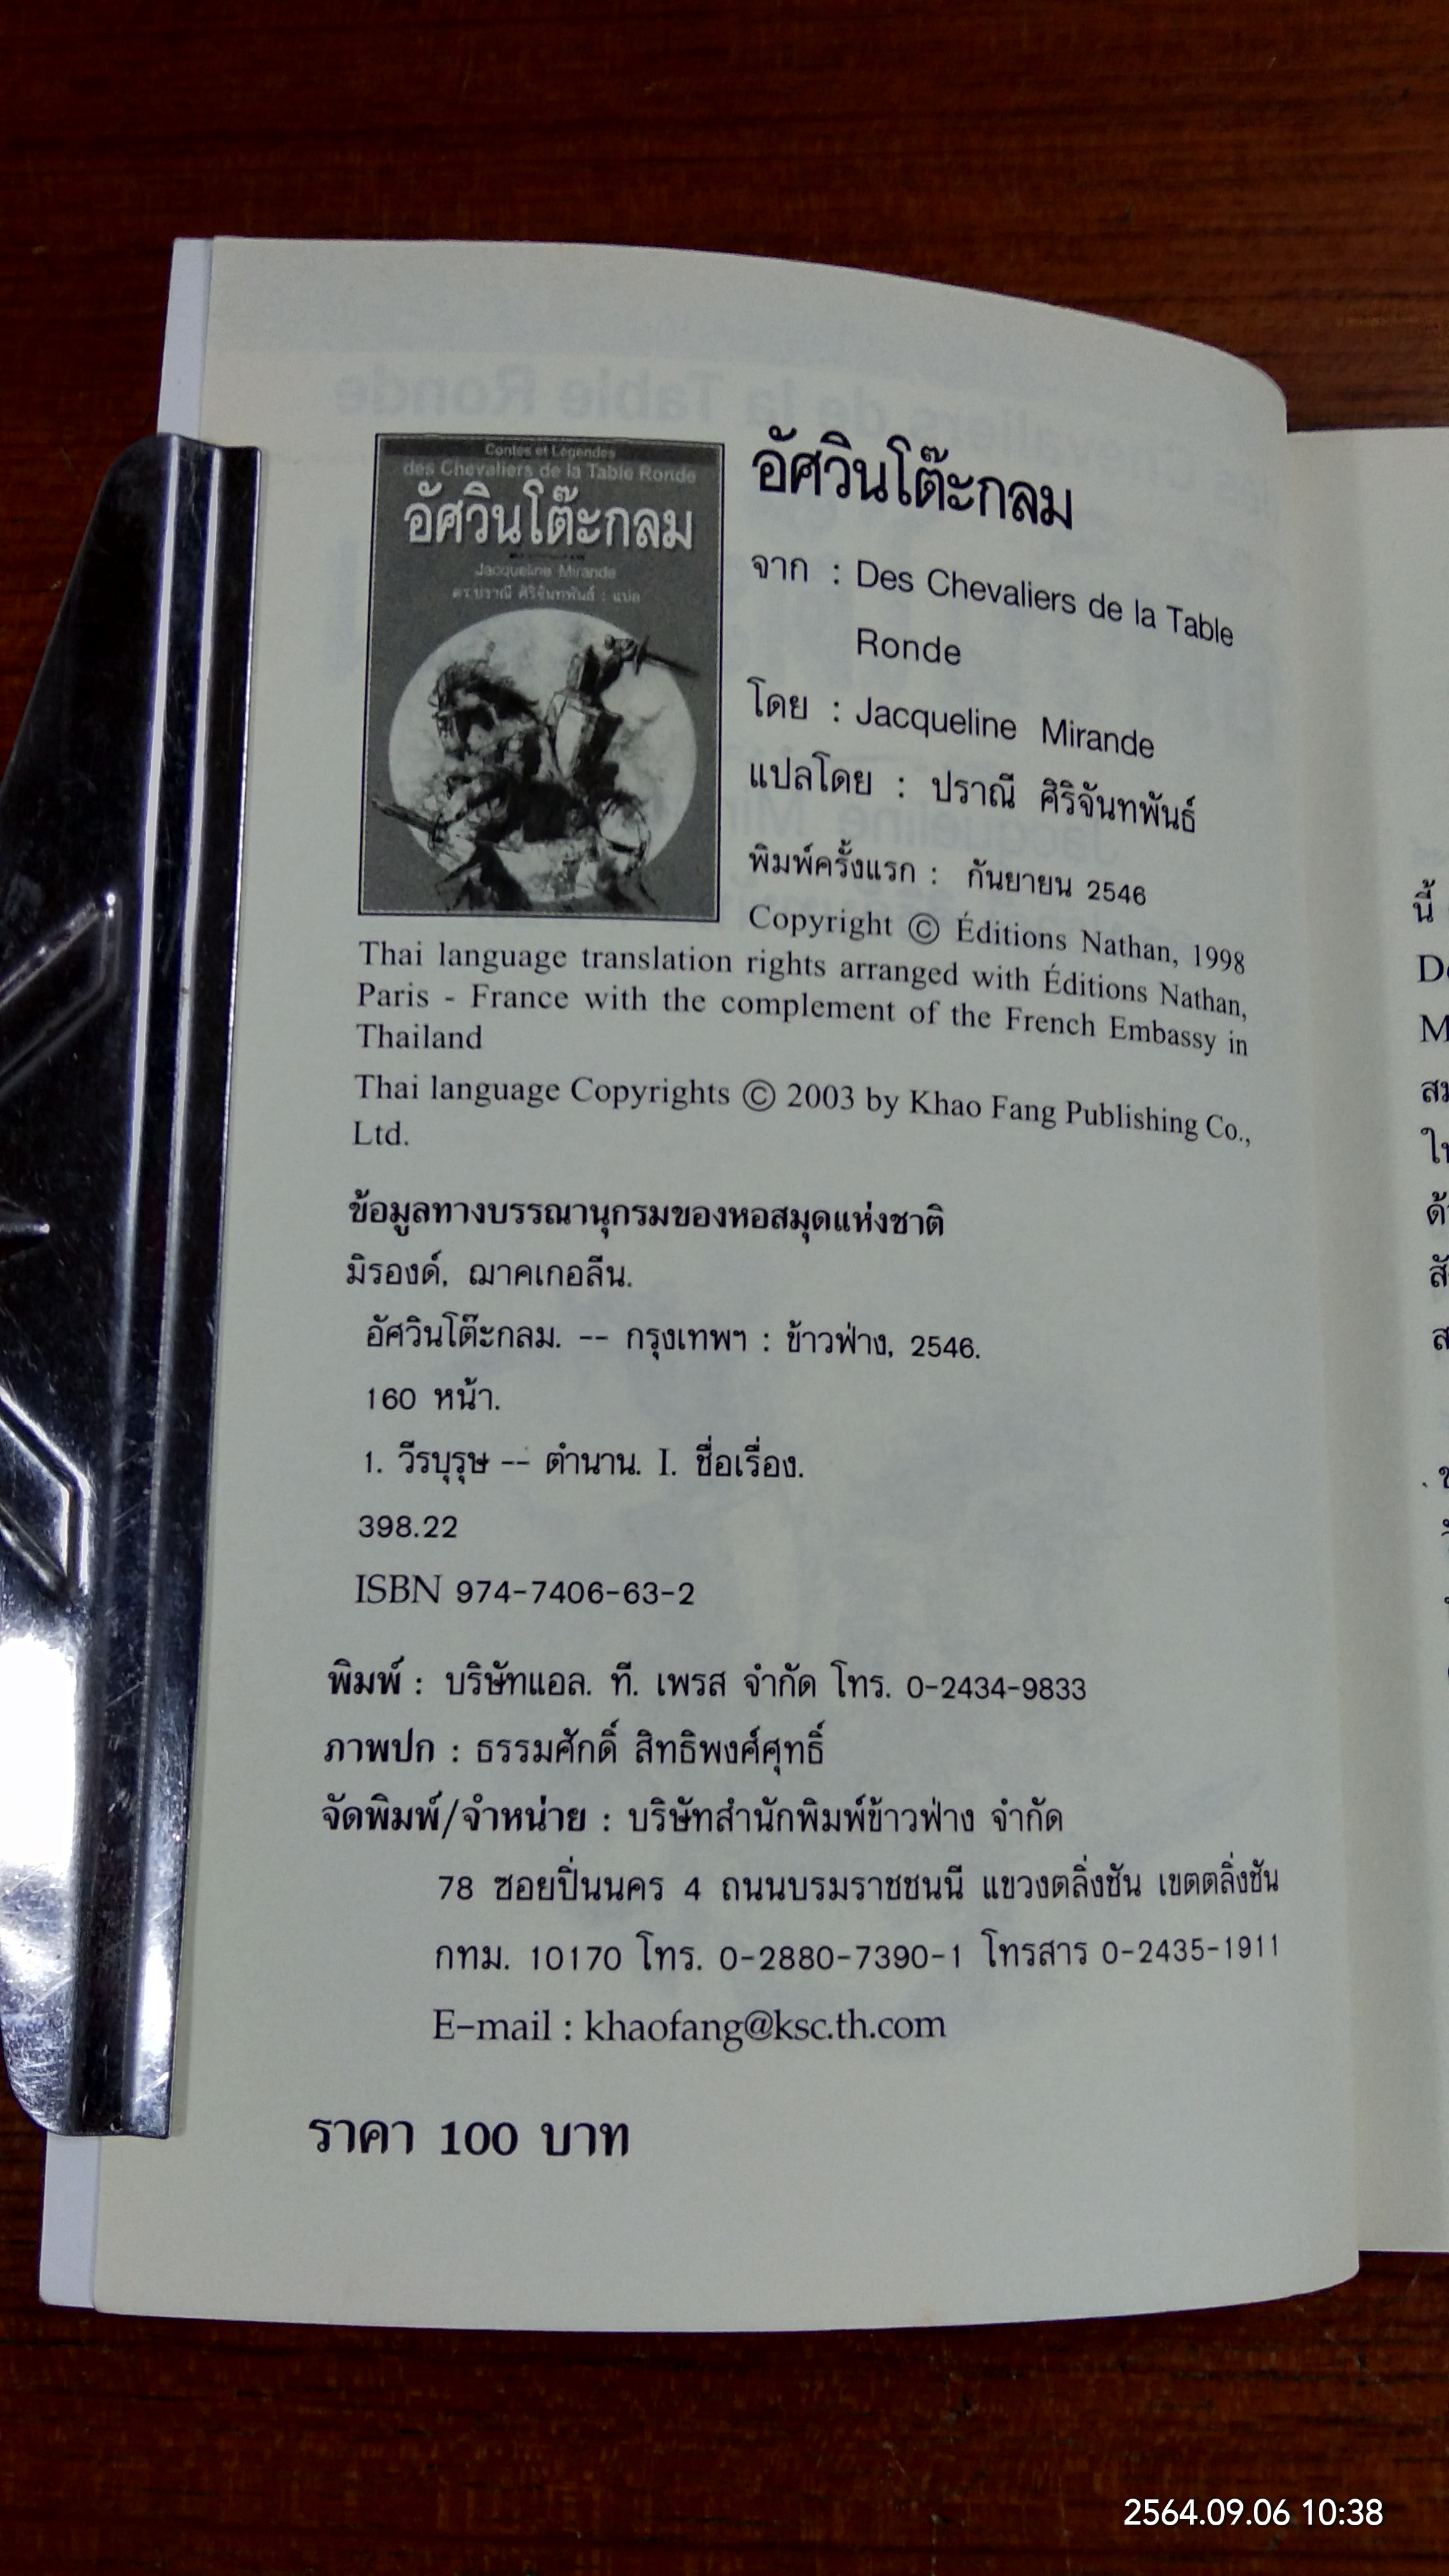 Contes et Légendes
des Chevaliers de la Table Ronde
อัศวินโต๊ะกลม
Jacqueline Mirande
ดร.ปราณี ศิริจันทพันธ์ : แปล
อัศวินโต๊ะกลม
จาก : Des Chevaliers de la Table
Ronde
โดย : Jacqueline Mirande
แปลโดย : ปราณี ศิริจันทพันธ์
พิมพ์ครั้งแรก : กันยายน 2546
Copyright © Éditions Nathan, 1998
Thai language translation rights arranged with Éditions Nathan,
Paris - France with the complement of the French Embassy in
Thailand
Thai language Copyrights © 2003 by Khao Fang Publishing Co.,
Ltd.
ข้อมูลทางบรรณานุกรมของหอสมุดแห่งชาติ
มิรองด์, ฌาคเกอลีน.
อัศวินโต๊ะกลม. -- กรุงเทพฯ : ข้าวฟ่าง, 2546.
160 หน้า.
1. วีรบุรุษ -- ตำนาน. I. ชื่อเรื่อง.
398.22
ISBN 974-7406-63-2
พิมพ์ : บริษัทแอล. ที. เพรส จำกัด โทร. 0-2434-9833
ภาพปก : ธรรมศักดิ์ สิทธิพงศ์ศุทธิ์
จัดพิมพ์/จำหน่าย : บริษัทสำนักพิมพ์ข้าวฟ่าง จำกัด
78 ซอยปิ่นนคร 4 ถนนบรมราชชนนี แขวงตลิ่งชัน เขตตลิ่งชัน
กทม. 10170 โทร. 0-2880-7390-1 โทรสาร 0-2435-1911
E-mail : khaofang@ksc.th.com
ราคา 100 บาท
นี้
2564.09.06 10:38